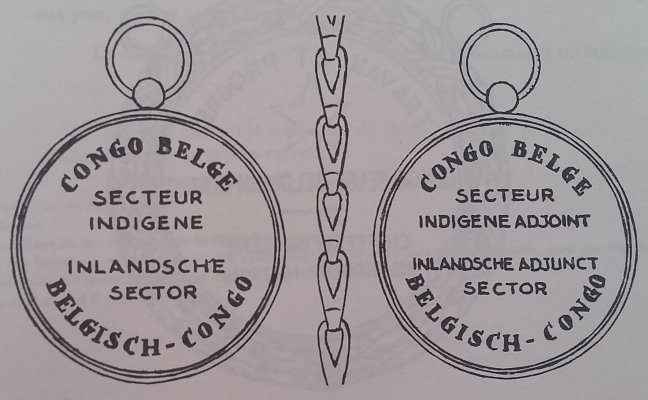 CONGO BELGE
SECTEUR
INDIGENE
INLANDSCHE
SECTOR
BELGISCH-CONGO
CONGO BELGE
SECTEUR
INDIGENE ADJOINT
INLANDSCHE ADJUNCT
SECTOR
BELGISCH-CONGO